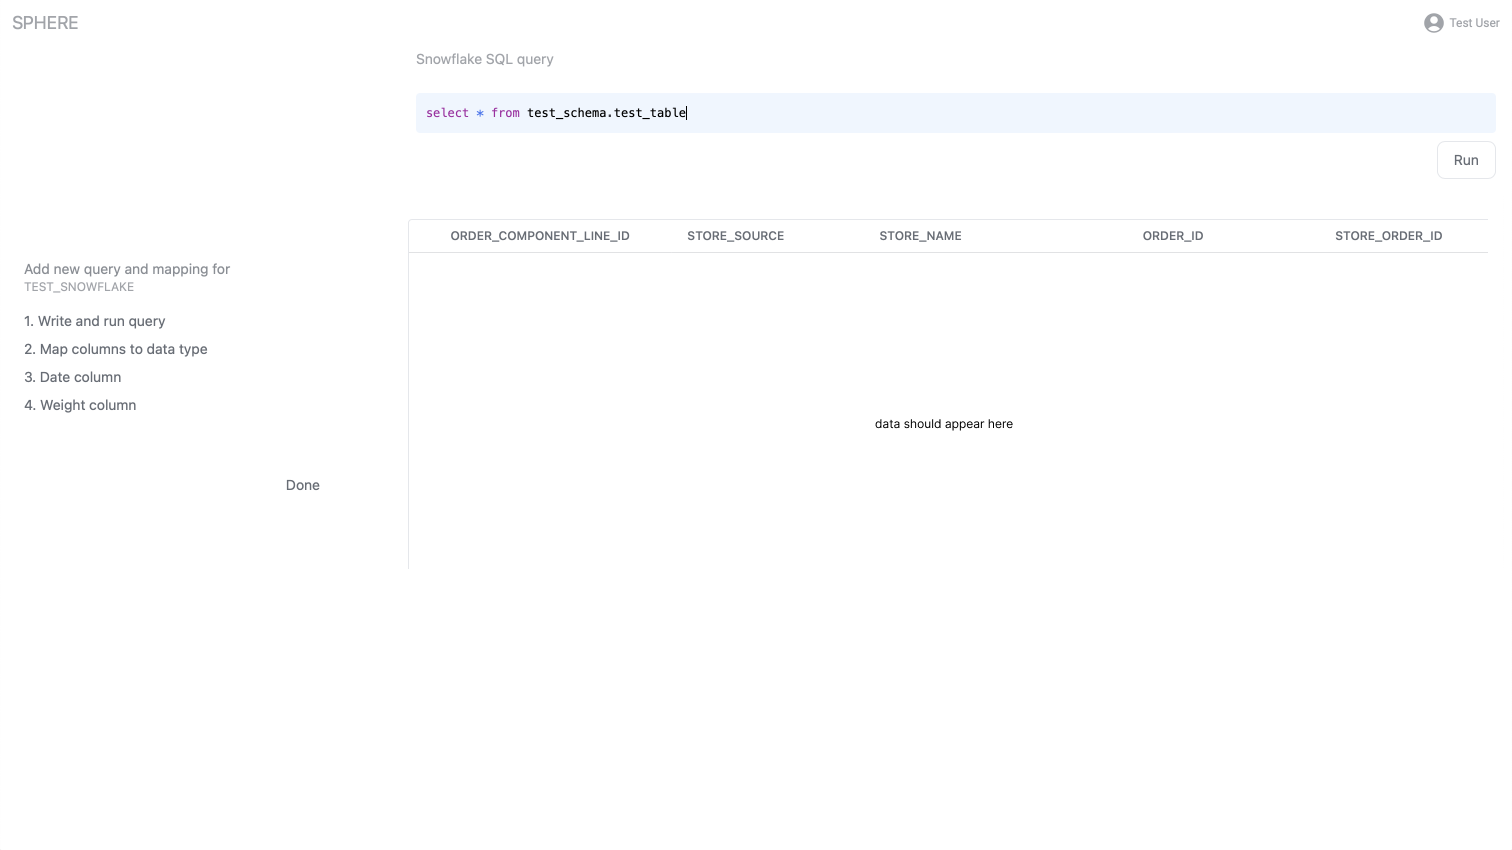 SPHERE
Test User
Snowflake SQL query
select * from test_schema.test_table
Run
ORDER_COMPONENT_LINE_ID STORE_SOURCE STORE_NAME ORDER_ID STORE_ORDER_ID
Add new query and mapping for
TEST_SNOWFLAKE
1. Write and run query
2. Map columns to data type
3. Date column
4. Weight column
data should appear here
Done